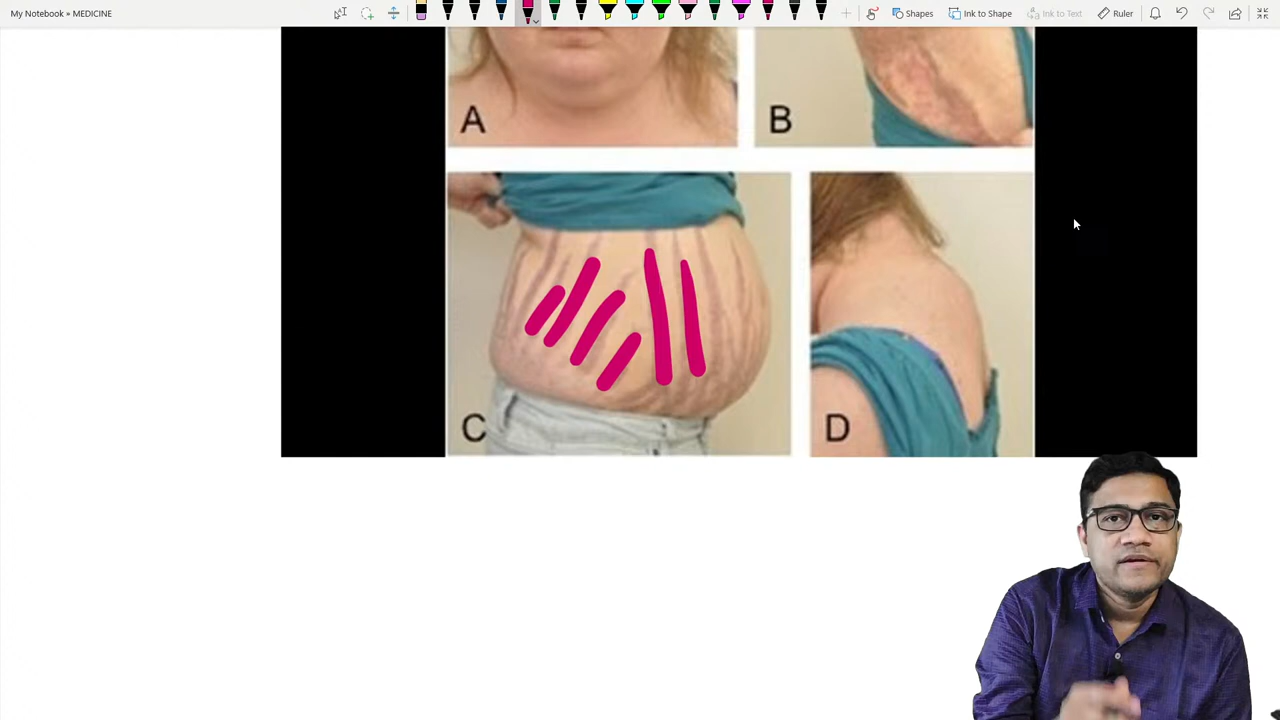 My Notebook » MEDICINE
Shapes
Ink to Shape
Ink to Text
Ruler
A
B
C
D